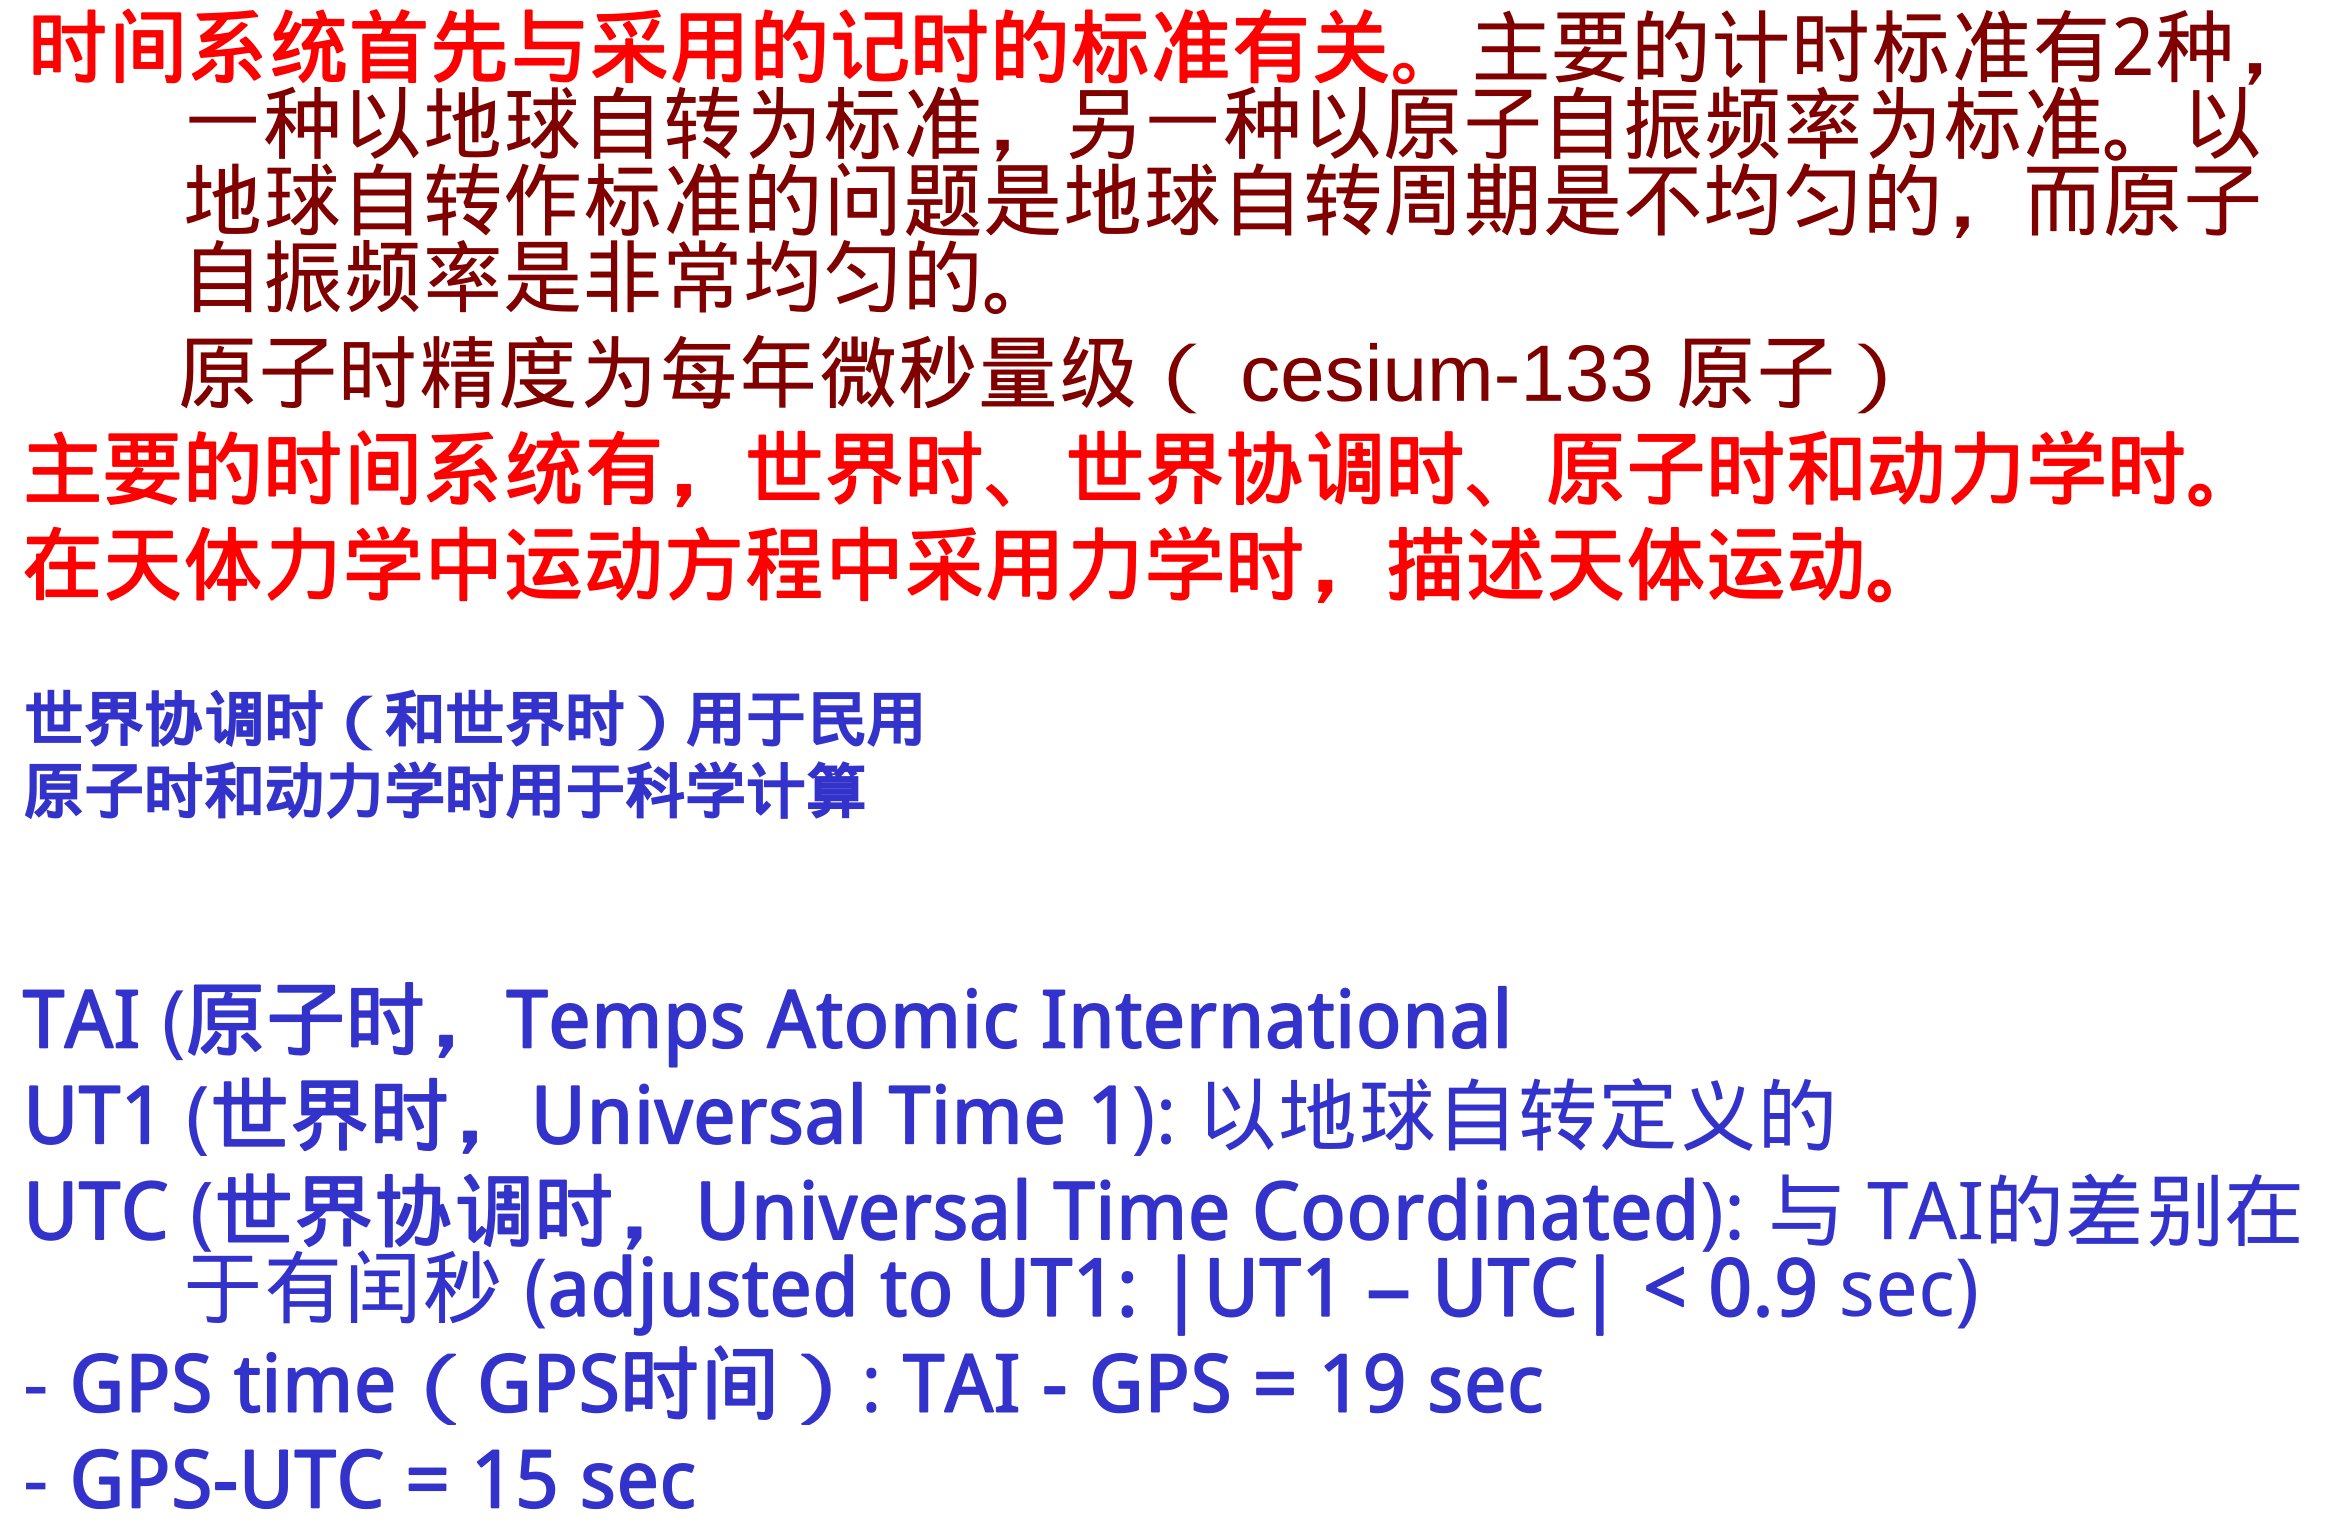 时间系统首先与采用的记时的标准有关。主要的计时标准有2种，
一种以地球自转为标准，另一种以原子自振频率为标准。以
地球自转作标准的问题是地球自转周期是不均匀的，而原子
自振频率是非常均匀的。
原子时精度为每年微秒量级（ cesium-133 原子）
主要的时间系统有，世界时、世界协调时、原子时和动力学时。
在天体力学中运动方程中采用力学时，描述天体运动。
世界协调时（和世界时）用于民用
原子时和动力学时用于科学计算
TAI (原子时， Temps Atomic International
UT1 (世界时， Universal Time 1): 以地球自转定义的
UTC (世界协调时， Universal Time Coordinated): 与 TAI的差别在
于有闰秒 (adjusted to UT1: |UT1 – UTC| < 0.9 sec)
- GPS time（GPS时间）: TAI - GPS = 19 sec
- GPS-UTC = 15 sec